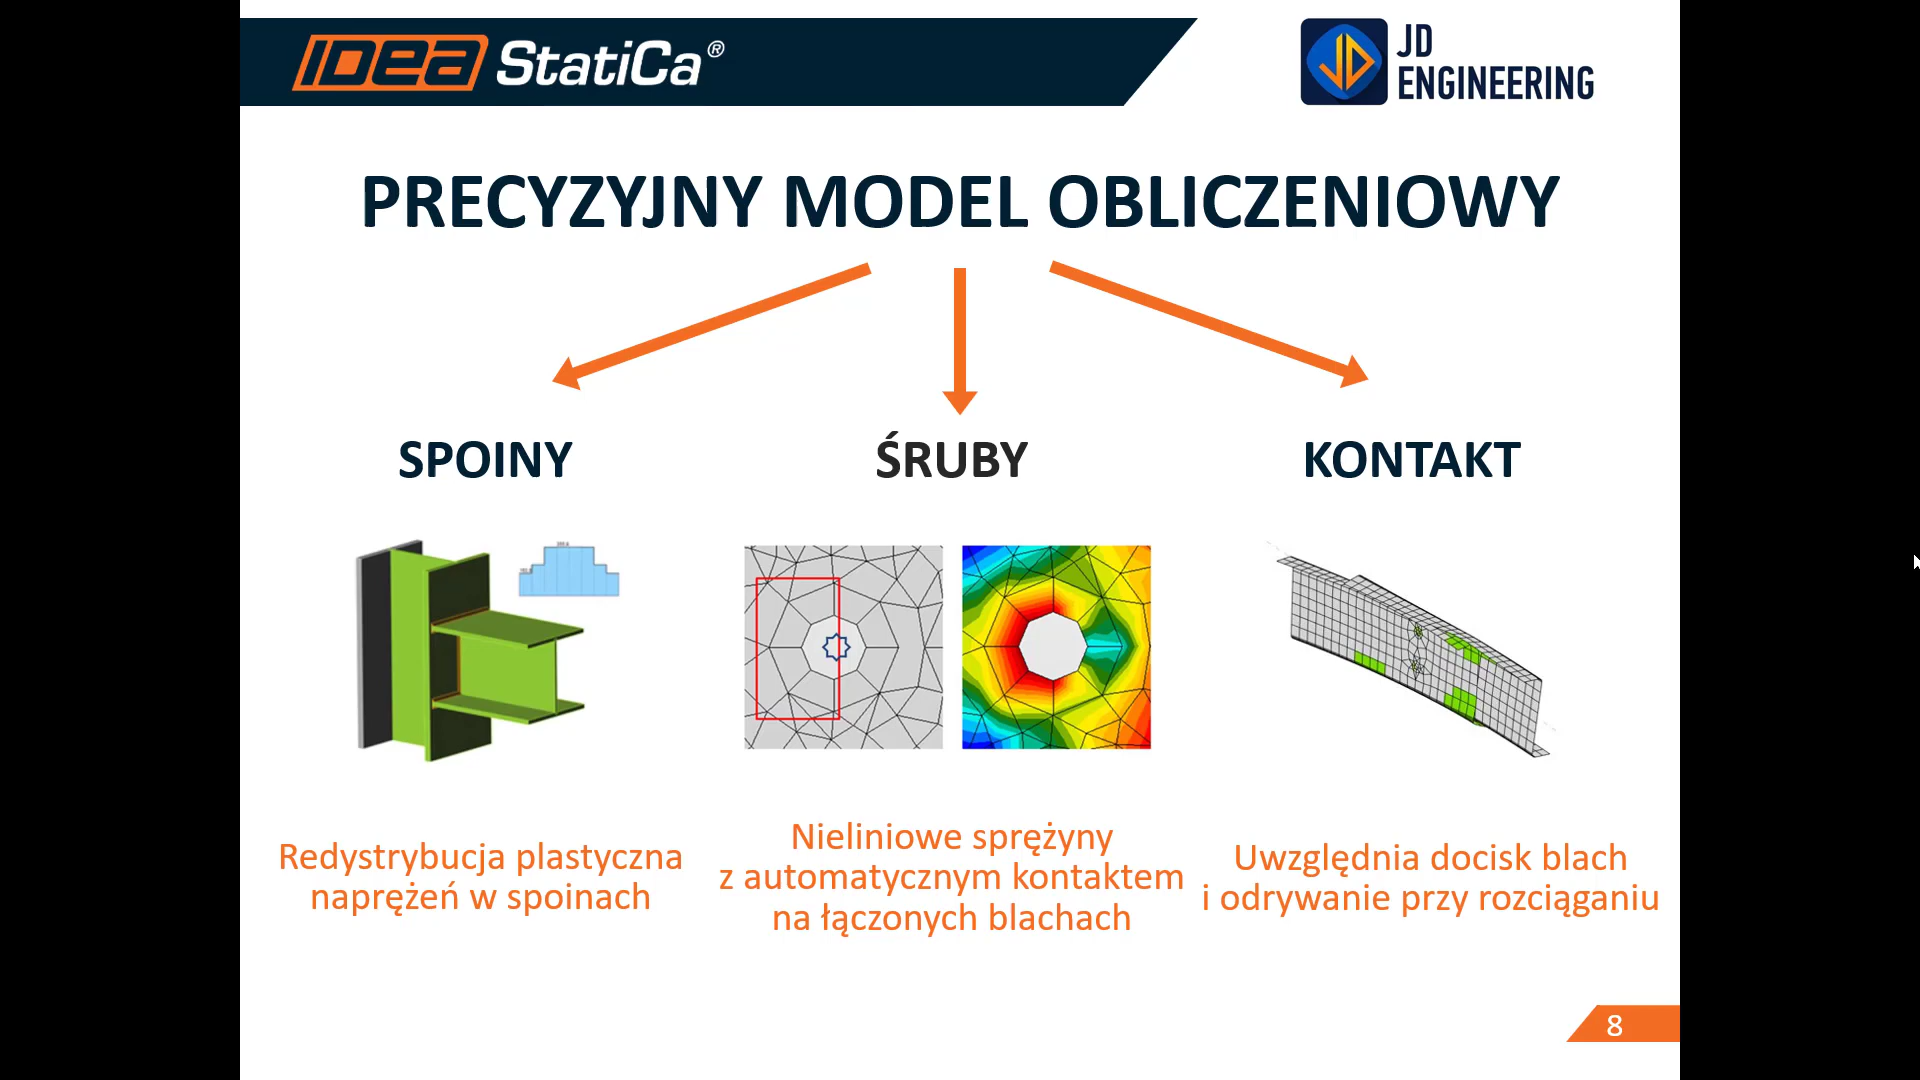 IDEA StatiCa®
JD
ENGINEERING
PRECYZYJNY MODEL OBLICZENIOWY
SPOINY
ŚRUBY
KONTAKT
Redystrybucja plastyczna
naprężeń w spoinach
Nieliniowe sprężyny
z automatycznym kontaktem
na łączonych blachach
Uwzględnia docisk blach
i odrywanie przy rozciąganiu
8